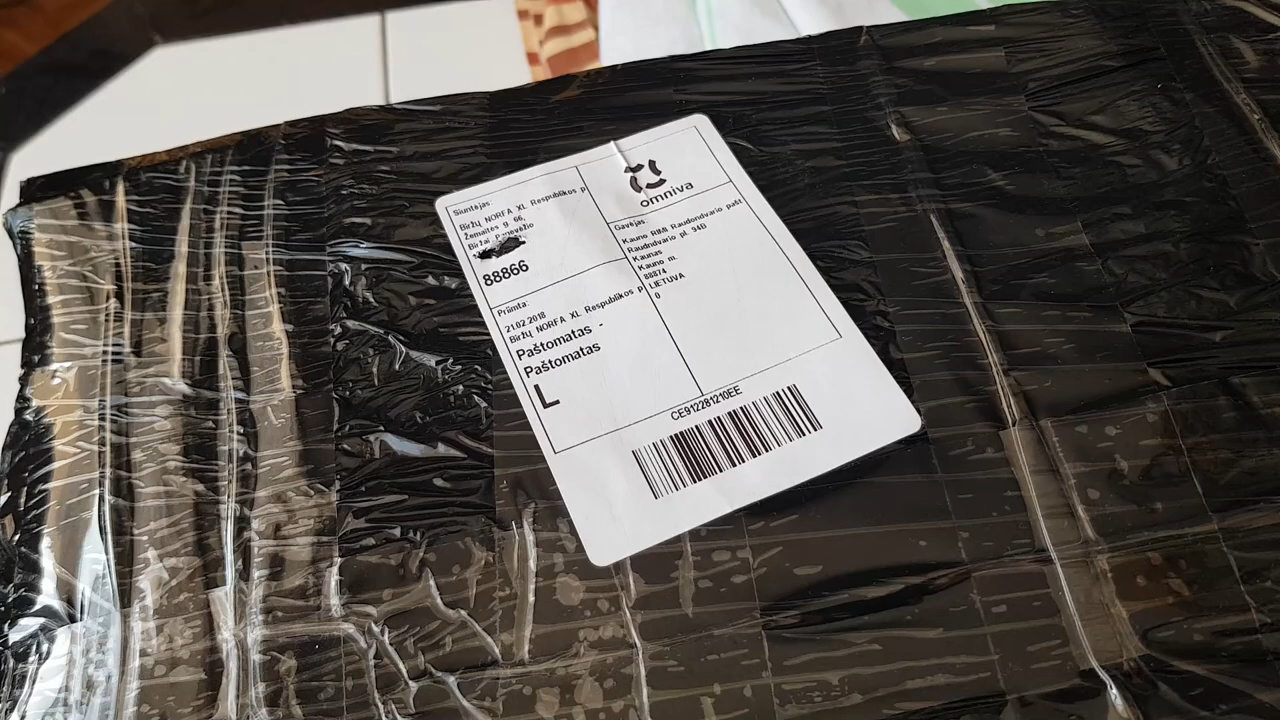 Siuntėjas:
Biržų NORFA XL Respublikos p
Žemaitės g 66,
Biržai Panevėžio
88866
omniva
Gavėjas:
Kauno RIMI Raudondvario pašt
Raudndvario pl. 94B
Kaunas
Kauno m.
88874
LIETUVA
0
Priimta:
21.02.2018
Biržų NORFA XL Respublikos p
Paštomatas -
Paštomatas
L
CE912281210EE